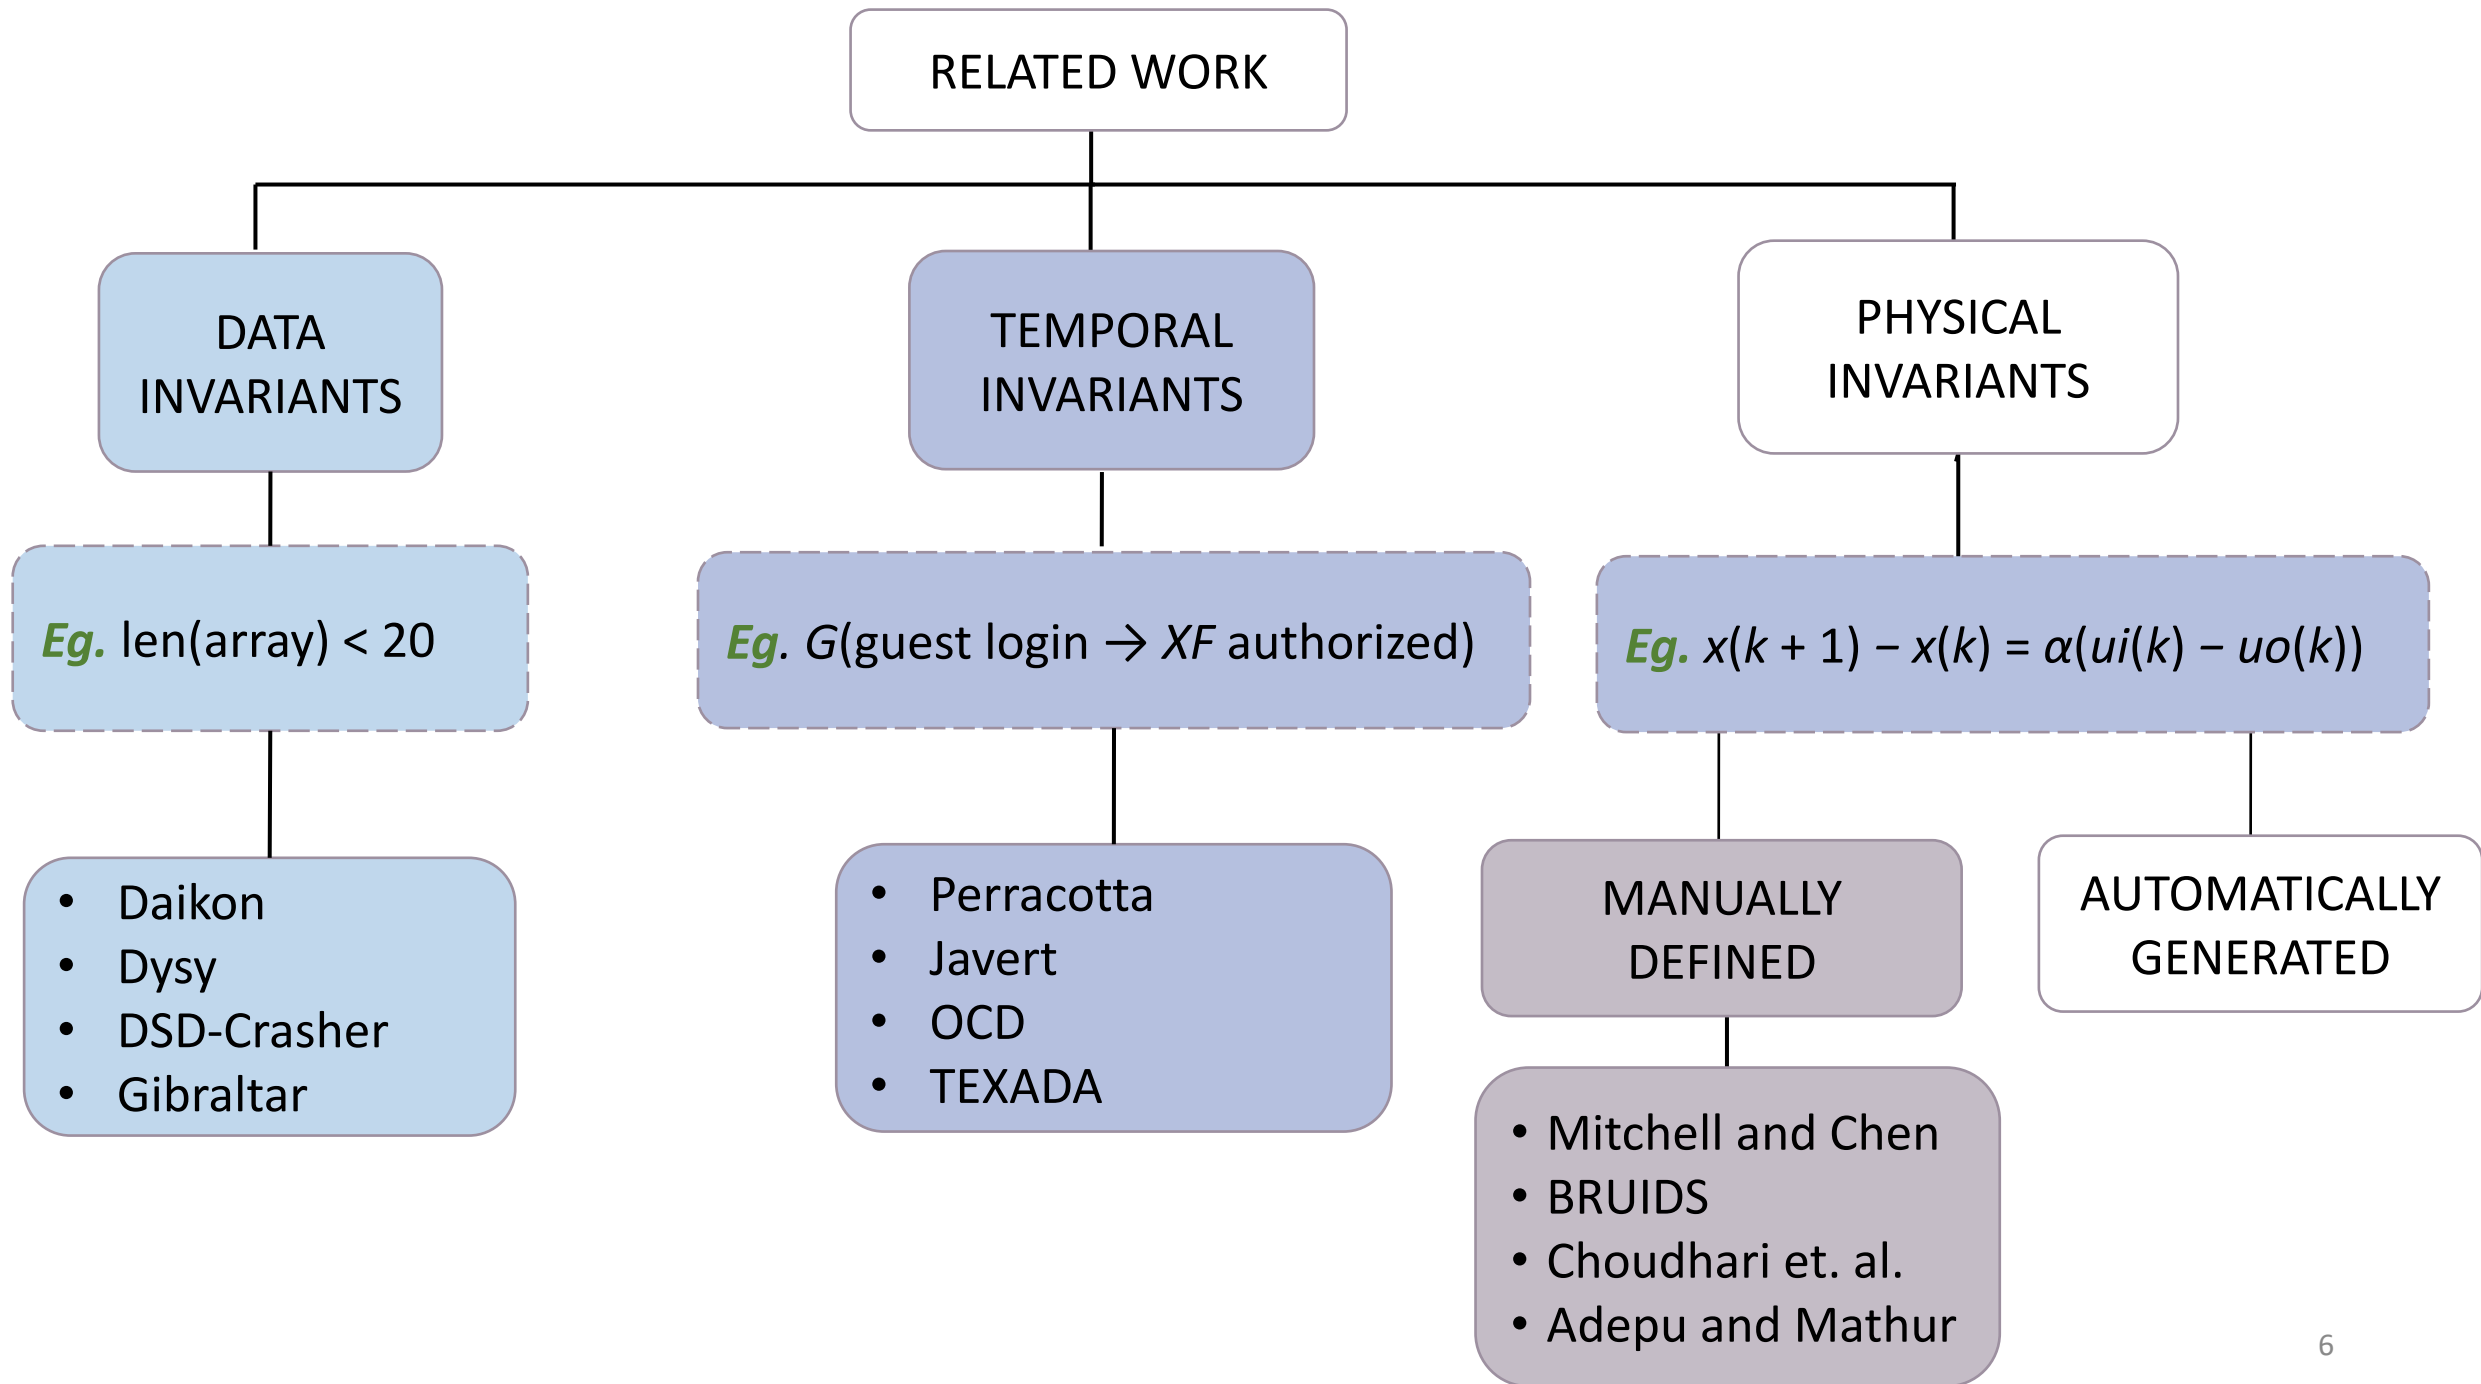 RELATED WORK
DATA
INVARIANTS
TEMPORAL
INVARIANTS
PHYSICAL
INVARIANTS
Eg. len(array) < 20
Eg. G(guest login → XF authorized)
Eg. x(k + 1) − x(k) = α(ui(k) − uo(k))
• Daikon
• Dysy
• DSD-Crasher
• Gibraltar
• Perracotta
• Javert
• OCD
• TEXADA
MANUALLY
DEFINED
AUTOMATICALLY
GENERATED
• Mitchell and Chen
• BRUIDS
• Choudhari et. al.
• Adepu and Mathur
6